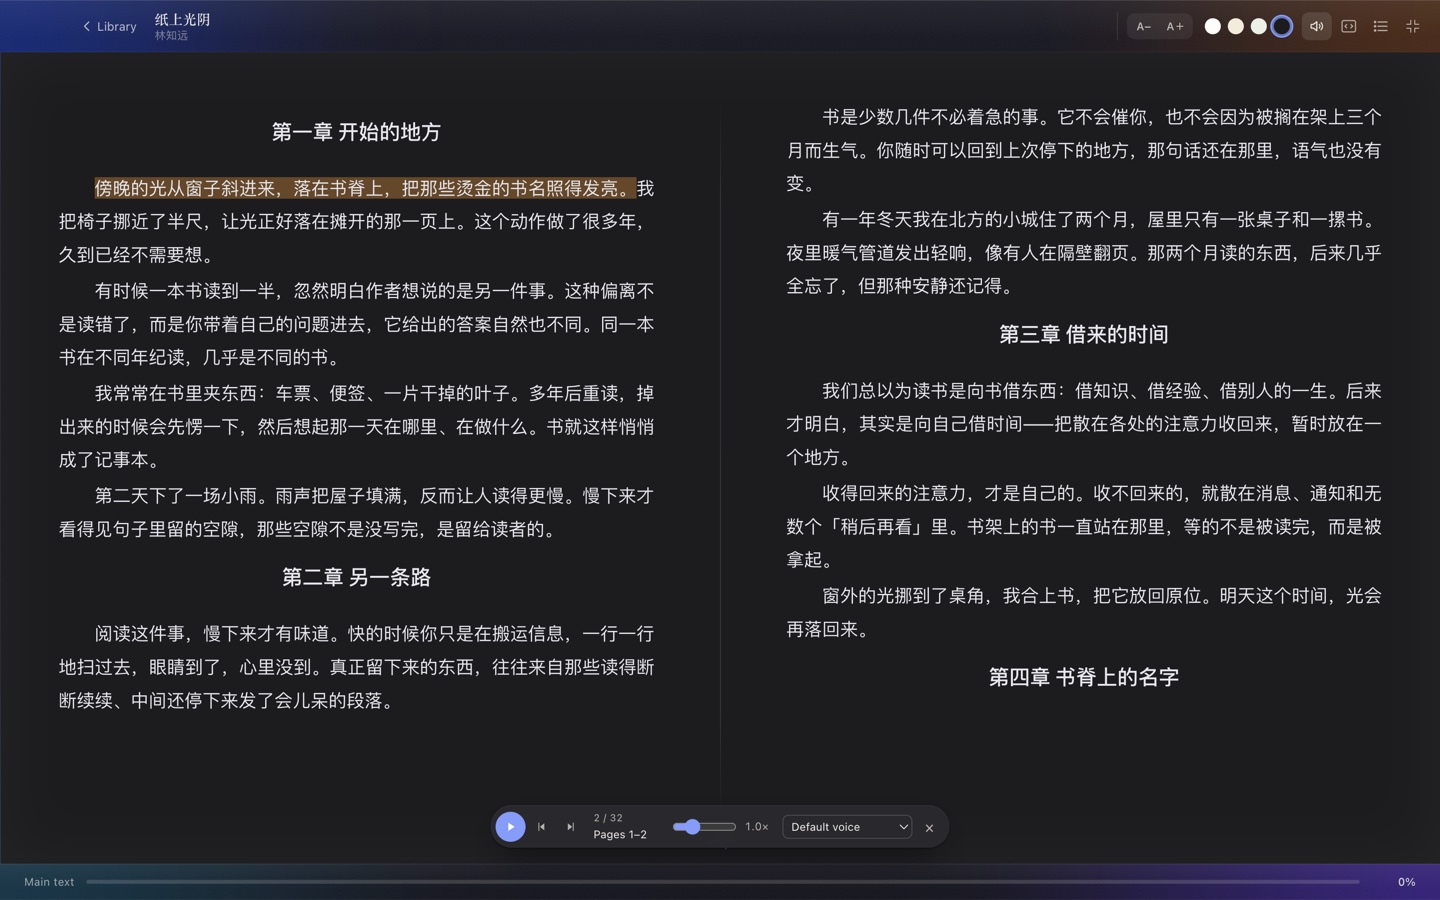 Library
纸上光阴
林知远
A−
A+
第一章 开始的地方
傍晚的光从窗子斜进来，落在书脊上，把那些烫金的书名照得发亮。我
把椅子挪近了半尺，让光正好落在摊开的那一页上。这个动作做了很多年，
久到已经不需要想。
有时候一本书读到一半，忽然明白作者想说的是另一件事。这种偏离不
是读错了，而是你带着自己的问题进去，它给出的答案自然也不同。同一本
书在不同年纪读，几乎是不同的书。
我常常在书里夹东西：车票、便签、一片干掉的叶子。多年后重读，掉
出来的时候会先愣一下，然后想起那一天在哪里、在做什么。书就这样悄悄
成了记事本。
第二天下了一场小雨。雨声把屋子填满，反而让人读得更慢。慢下来才
看得见句子里留的空隙，那些空隙不是没写完，是留给读者的。
第二章 另一条路
阅读这件事，慢下来才有味道。快的时候你只是在搬运信息，一行一行
地扫过去，眼睛到了，心里没到。真正留下来的东西，往往来自那些读得断
断续续、中间还停下来发了会儿呆的段落。
书是少数几件不必着急的事。它不会催你，也不会因为被搁在架上三个
月而生气。你随时可以回到上次停下的地方，那句话还在那里，语气也没有
变。
有一年冬天我在北方的小城住了两个月，屋里只有一张桌子和一摞书。
夜里暖气管道发出轻响，像有人在隔壁翻页。那两个月读的东西，后来几乎
全忘了，但那种安静还记得。
第三章 借来的时间
我们总以为读书是向书借东西：借知识、借经验、借别人的一生。后来
才明白，其实是向自己借时间——把散在各处的注意力收回来，暂时放在一
个地方。
收得回来的注意力，才是自己的。收不回来的，就散在消息、通知和无
数个「稍后再看」里。书架上的书一直站在那里，等的不是被读完，而是被
拿起。
窗外的光挪到了桌角，我合上书，把它放回原位。明天这个时间，光会
再落回来。
第四章 书脊上的名字
2 / 32
Pages 1–2
1.0×
Default voice
Main text
0%